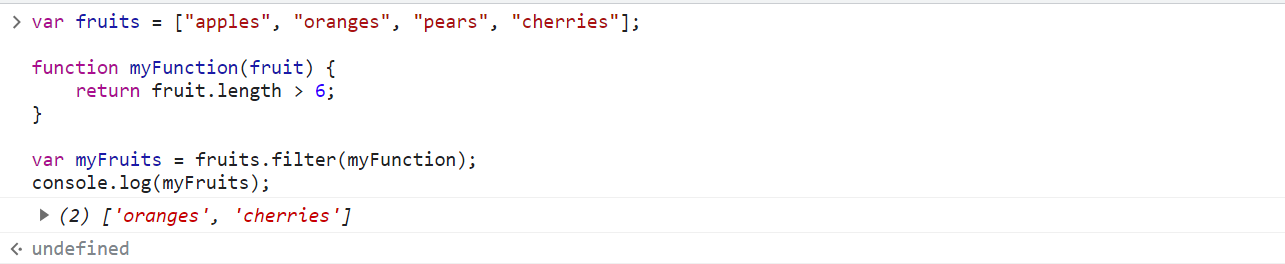 var fruits = ["apples", "oranges", "pears", "cherries"];
function myFunction(fruit) {
    return fruit.length > 6;
}
var myFruits = fruits.filter(myFunction);
console.log(myFruits);
(2) ['oranges', 'cherries']
undefined